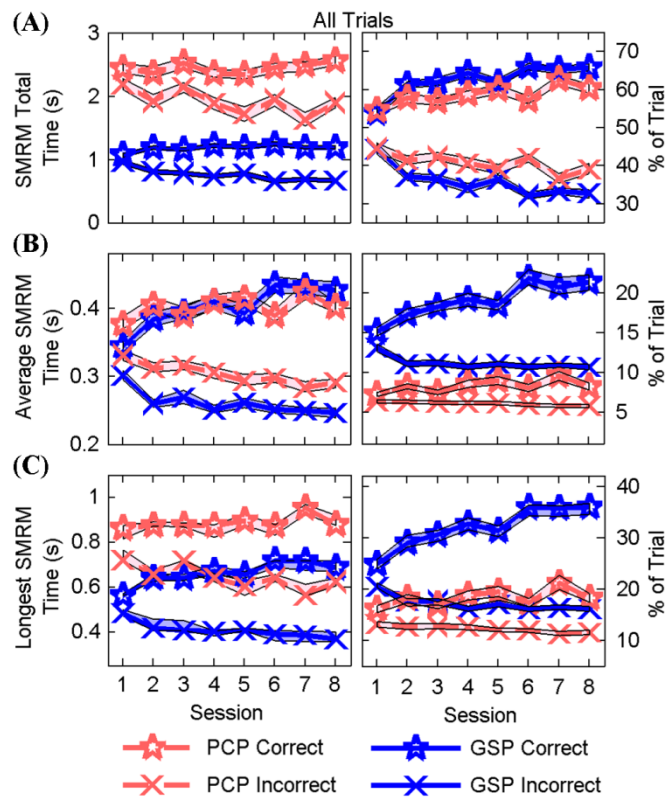 (A)
All Trials
SMRM Total
Time (s)
3
2
1
0
70
60
50
40
30
% of Trial
(B)
Average SMRM
Time (s)
0.4
0.3
0.2
20
15
10
5
% of Trial
(C)
Longest SMRM
Time (s)
1
0.8
0.6
0.4
40
30
20
10
% of Trial
1 2 3 4 5 6 7 8
1 2 3 4 5 6 7 8
Session
Session
PCP Correct
GSP Correct
PCP Incorrect
GSP Incorrect